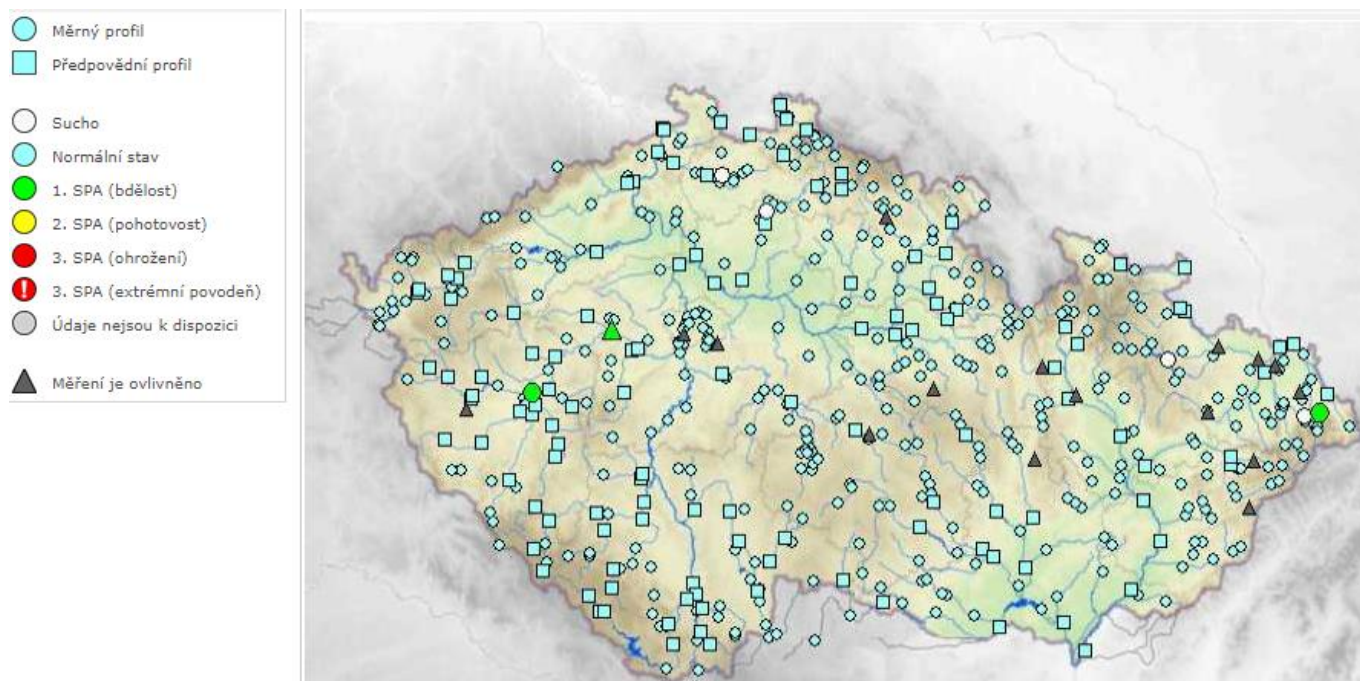 Měrný profil
Předpovědní profil
Sucho
Normální stav
1. SPA (bdělost)
2. SPA (pohotovost)
3. SPA (ohrožení)
3. SPA (extrémní povodeň)
Údaje nejsou k dispozici
Měření je ovlivněno